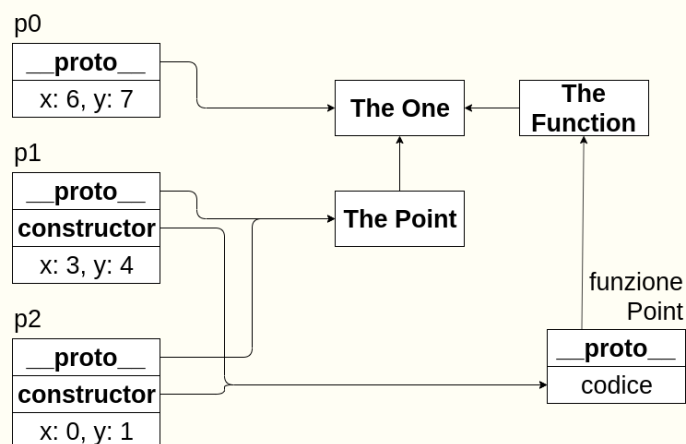 p0
__proto__
x: 6, y: 7
The One
The
Function
p1
__proto__
constructor
x: 3, y: 4
The Point
funzione
Point
__proto__
codice
p2
__proto__
constructor
x: 0, y: 1